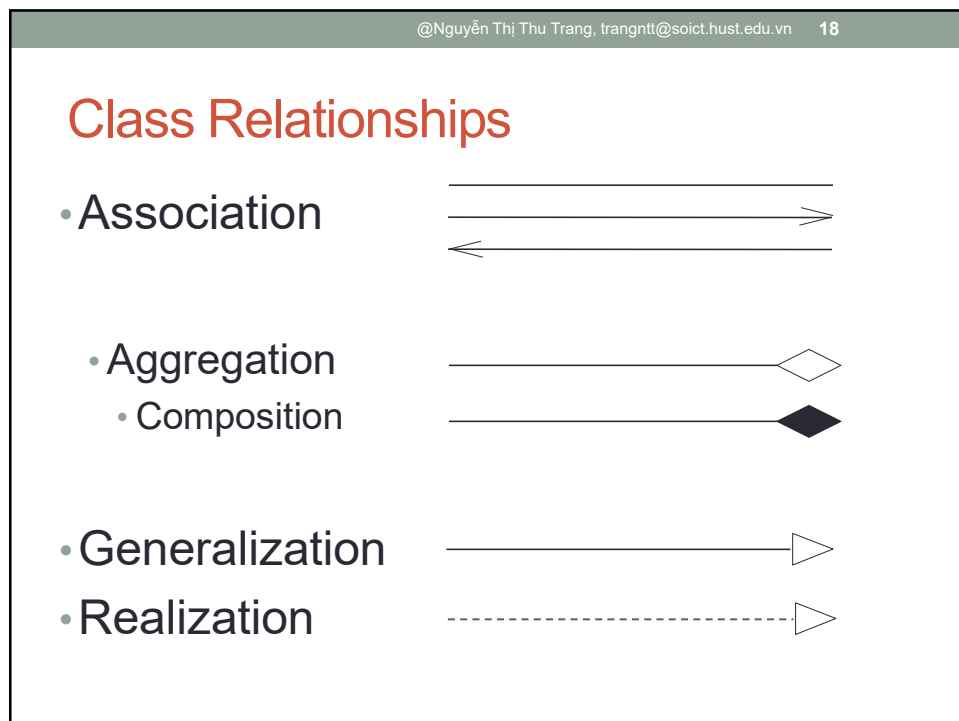 @Nguyễn Thị Thu Trang, trangntt@soict.hust.edu.vn 18
Class Relationships
•Association
•Aggregation
•Composition
•Generalization
•Realization